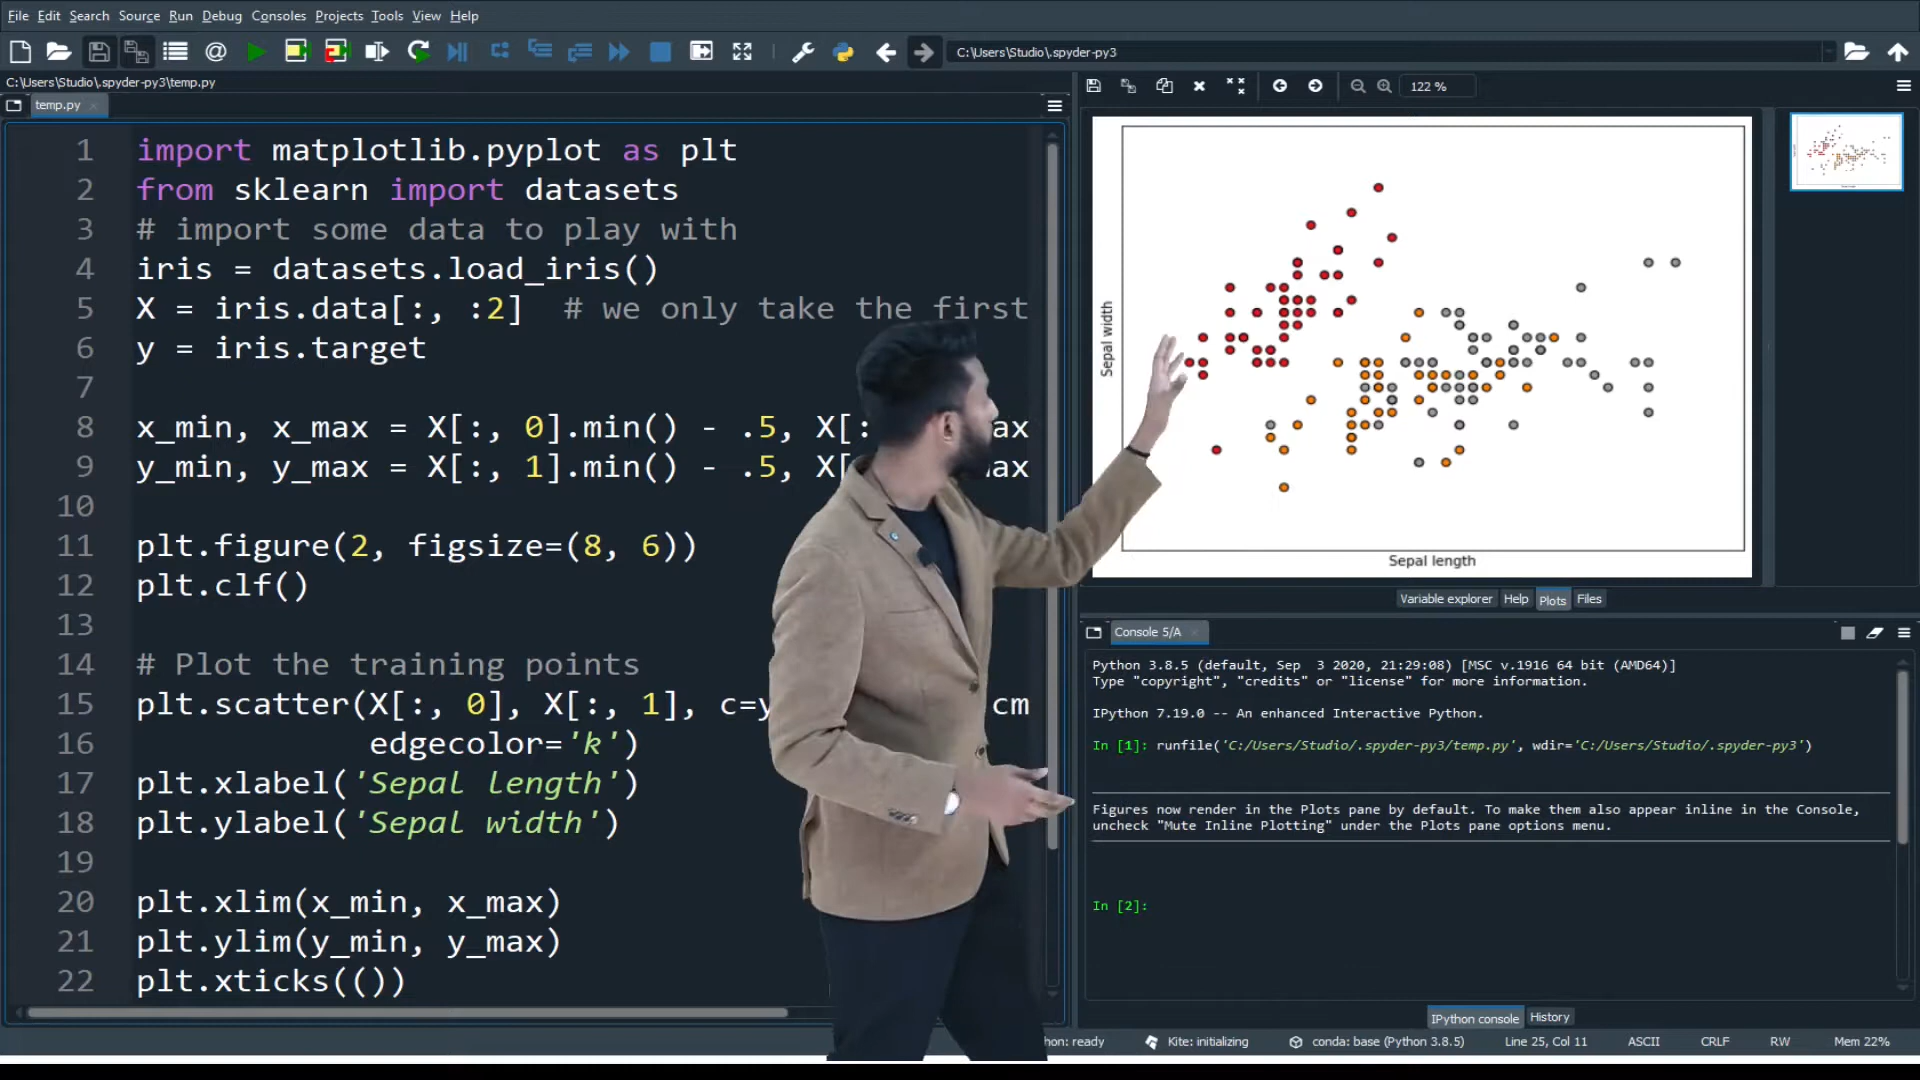 File Edit Search Source Run Debug Consoles Projects Tools View Help
C:\Users\Studio\.spyder-py3
C:\Users\Studio\.spyder-py3\temp.py
temp.py
1 import matplotlib.pyplot as plt
2 from sklearn import datasets
3 # import some data to play with
4 iris = datasets.load_iris()
5 X = iris.data[:, :2]  # we only take the first
6 y = iris.target
7
8 x_min, x_max = X[:, 0].min() - .5, X[: ax
9 y_min, y_max = X[:, 1].min() - .5, X[ ax
10
11 plt.figure(2, figsize=(8, 6))
12 plt.clf()
13
14 # Plot the training points
15 plt.scatter(X[:, 0], X[:, 1], c=y cm
16 edgecolor='k')
17 plt.xlabel('Sepal length')
18 plt.ylabel('Sepal width')
19
20 plt.xlim(x_min, x_max)
21 plt.ylim(y_min, y_max)
22 plt.xticks(())
122 %
Sepal width
Sepal length
Variable explorer Help Plots Files
Console 5/A
Python 3.8.5 (default, Sep  3 2020, 21:29:08) [MSC v.1916 64 bit (AMD64)]
Type "copyright", "credits" or "license" for more information.
IPython 7.19.0 -- An enhanced Interactive Python.
In [1]: runfile('C:/Users/Studio/.spyder-py3/temp.py', wdir='C:/Users/Studio/.spyder-py3')
Figures now render in the Plots pane by default. To make them also appear inline in the Console,
uncheck "Mute Inline Plotting" under the Plots pane options menu.
In [2]:
IPython console History
hon: ready Kite: initializing conda: base (Python 3.8.5) Line 25, Col 11 ASCII CRLF RW Mem 22%